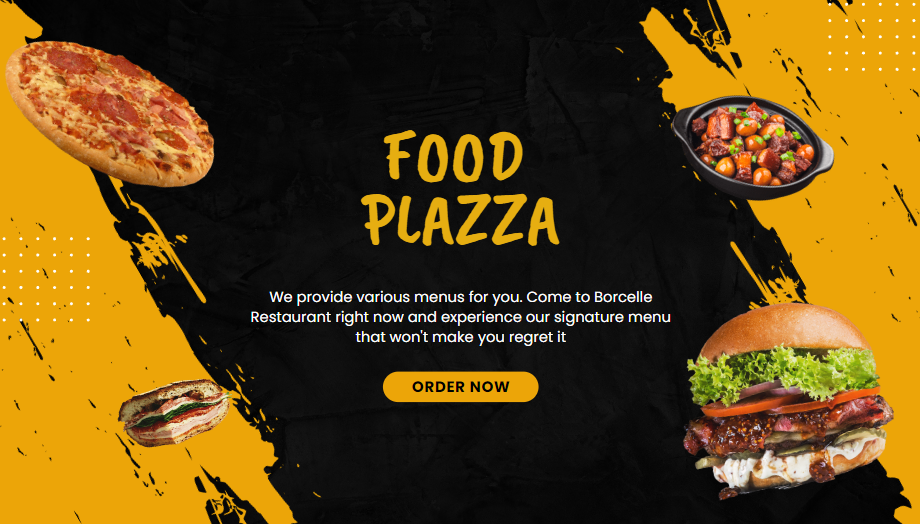 FOOD
PLAZZA
We provide various menus for you. Come to Borcelle
Restaurant right now and experience our signature menu
that won't make you regret it
ORDER NOW